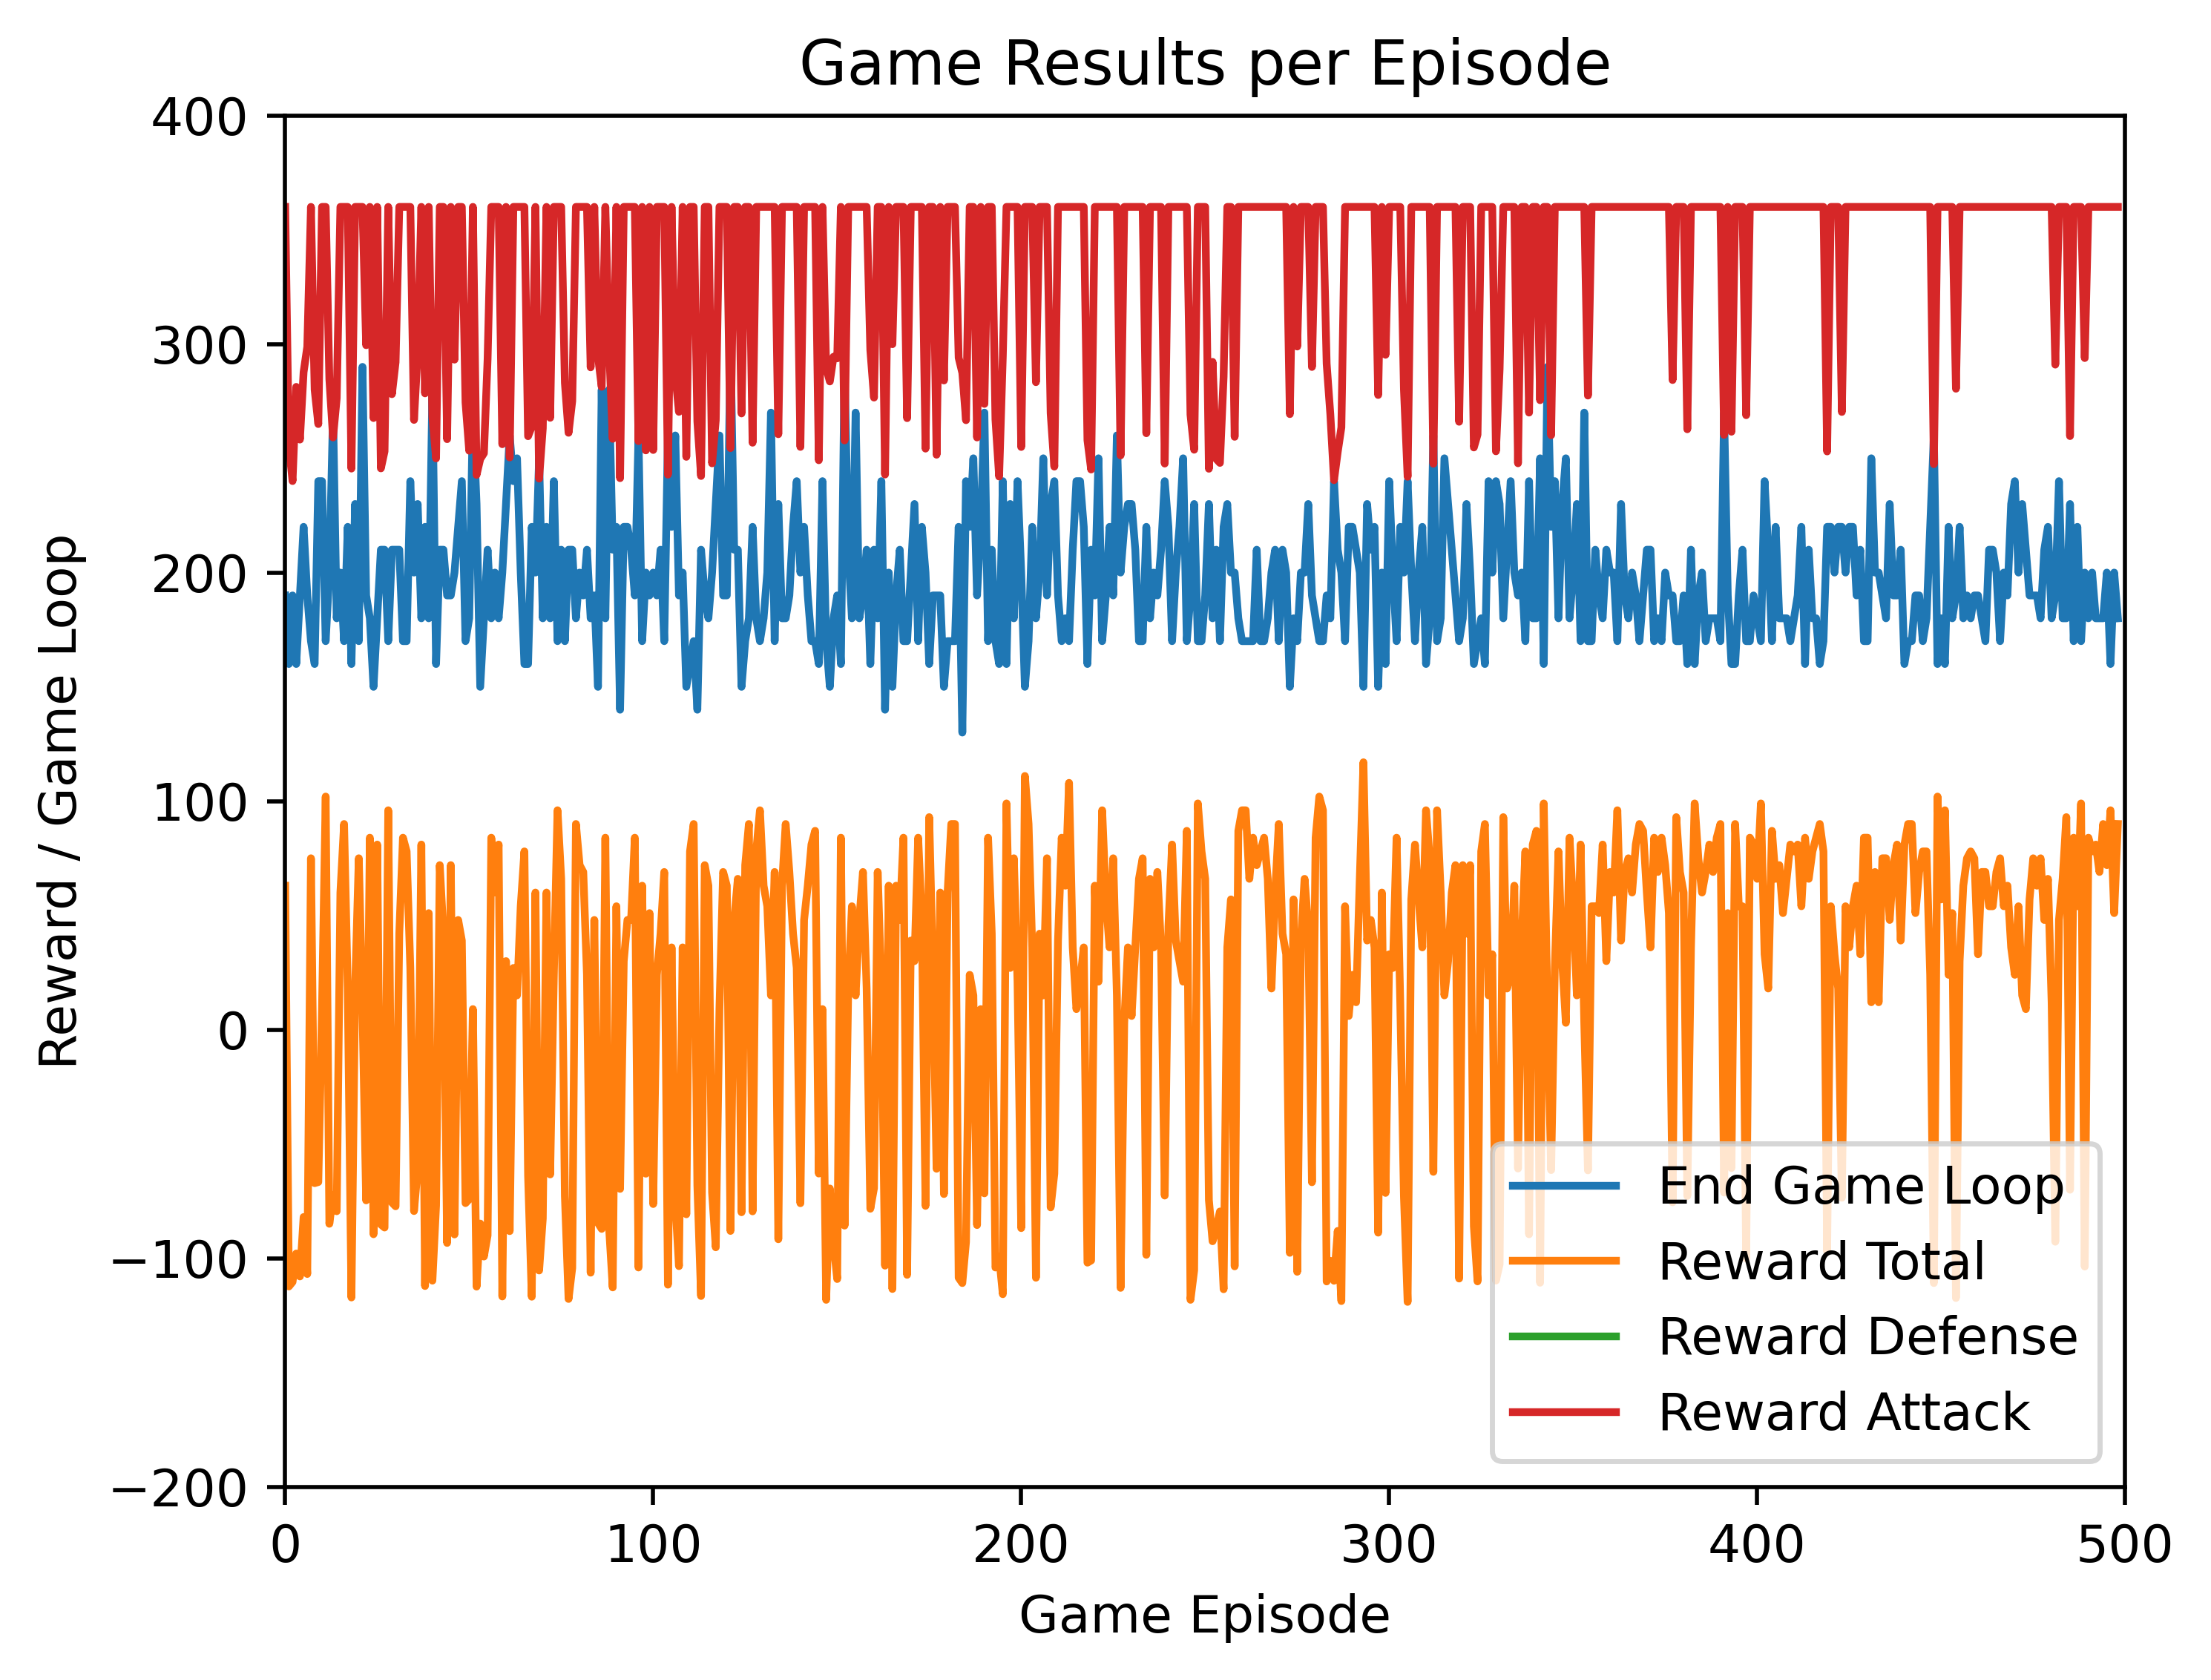 Game Results per Episode
400
300
200
100
0
−100
−200
Reward / Game Loop
End Game Loop
Reward Total
Reward Defense
Reward Attack
0 100 200 300 400 500
Game Episode